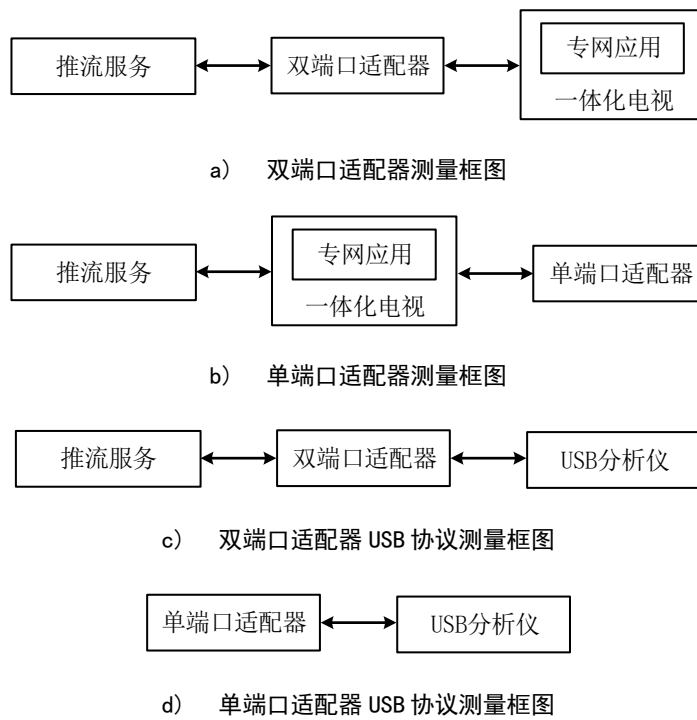 推流服务 双端口适配器 专网应用
一体化电视
a) 双端口适配器测量框图
推流服务 专网应用 单端口适配器
一体化电视
b) 单端口适配器测量框图
推流服务 双端口适配器 USB分析仪
c) 双端口适配器 USB 协议测量框图
单端口适配器 USB分析仪
d) 单端口适配器 USB 协议测量框图